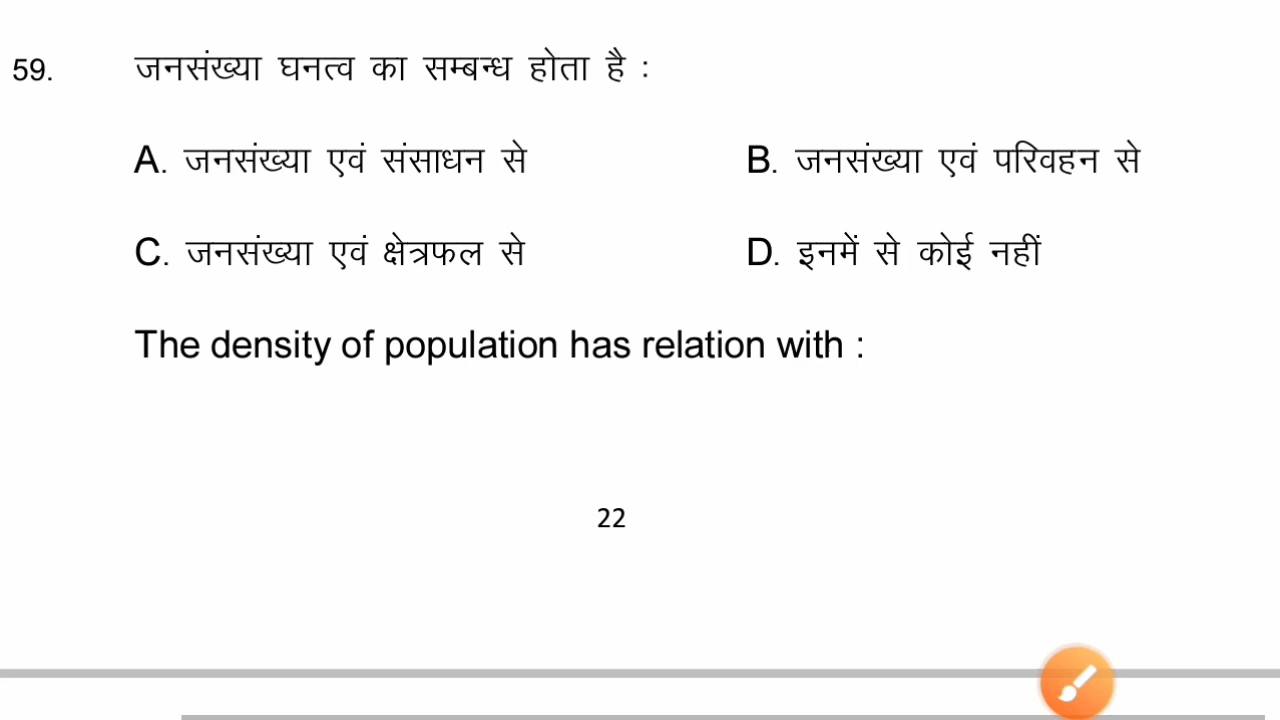 59. जनसंख्या घनत्व का सम्बन्ध होता है :
A. जनसंख्या एवं संसाधन से B. जनसंख्या एवं परिवहन से
C. जनसंख्या एवं क्षेत्रफल से D. इनमें से कोई नहीं
The density of population has relation with :
22